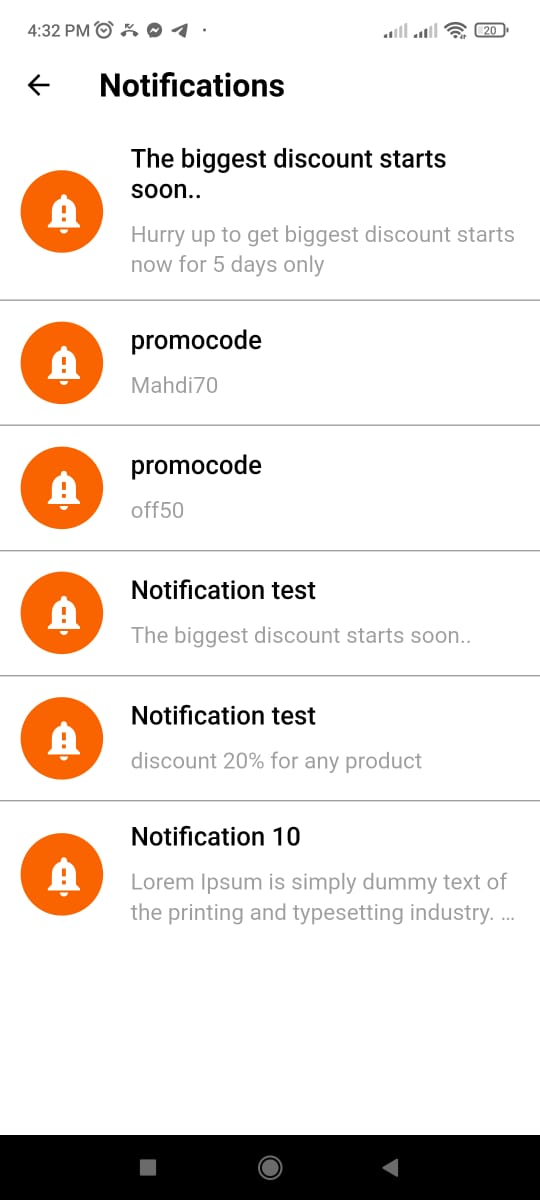 4:32 PM
20
Notifications
The biggest discount starts
soon..
Hurry up to get biggest discount starts
now for 5 days only
promocode
Mahdi70
promocode
off50
Notification test
The biggest discount starts soon..
Notification test
discount 20% for any product
Notification 10
Lorem Ipsum is simply dummy text of
the printing and typesetting industry. ...